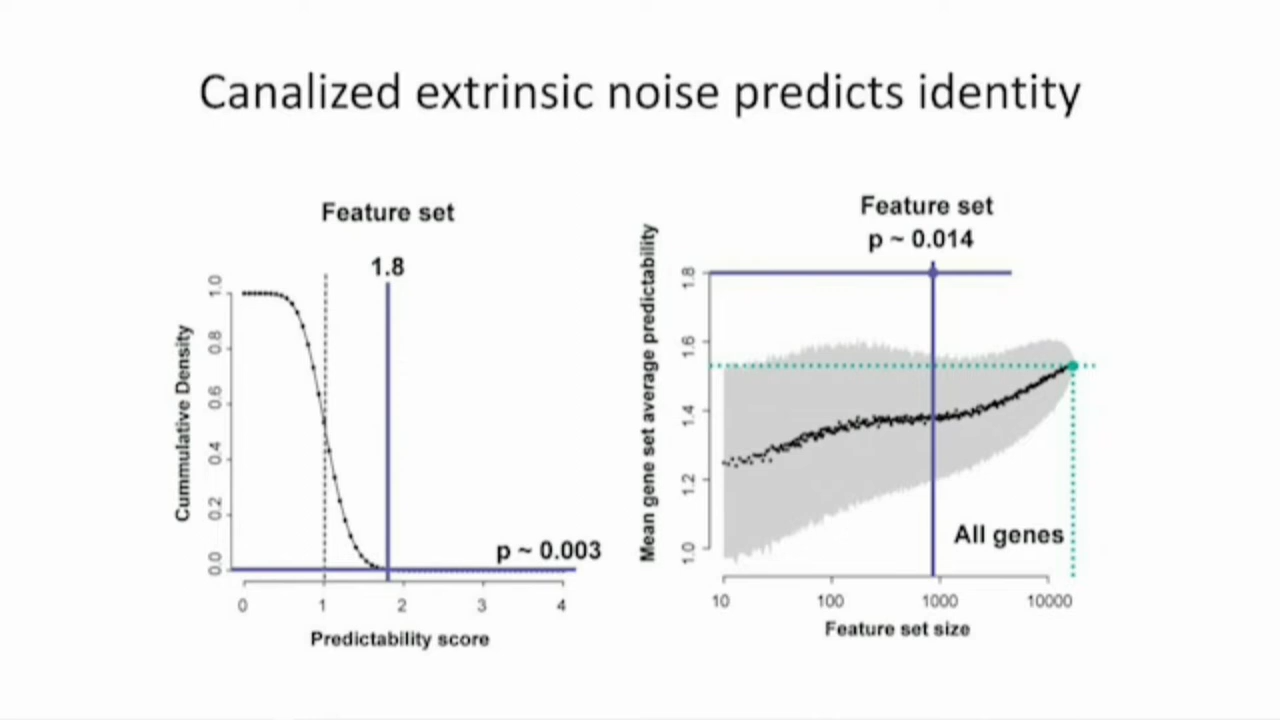 Canalized extrinsic noise predicts identity
Feature set
1.8
Cummulative Density
1.0
0.8
0.6
0.4
0.2
0.0
p ~ 0.003
0 1 2 3 4
Predictability score
Feature set
p ~ 0.014
Mean gene set average predictability
1.8
1.6
1.4
1.2
1.0
All genes
10 100 1000 10000
Feature set size